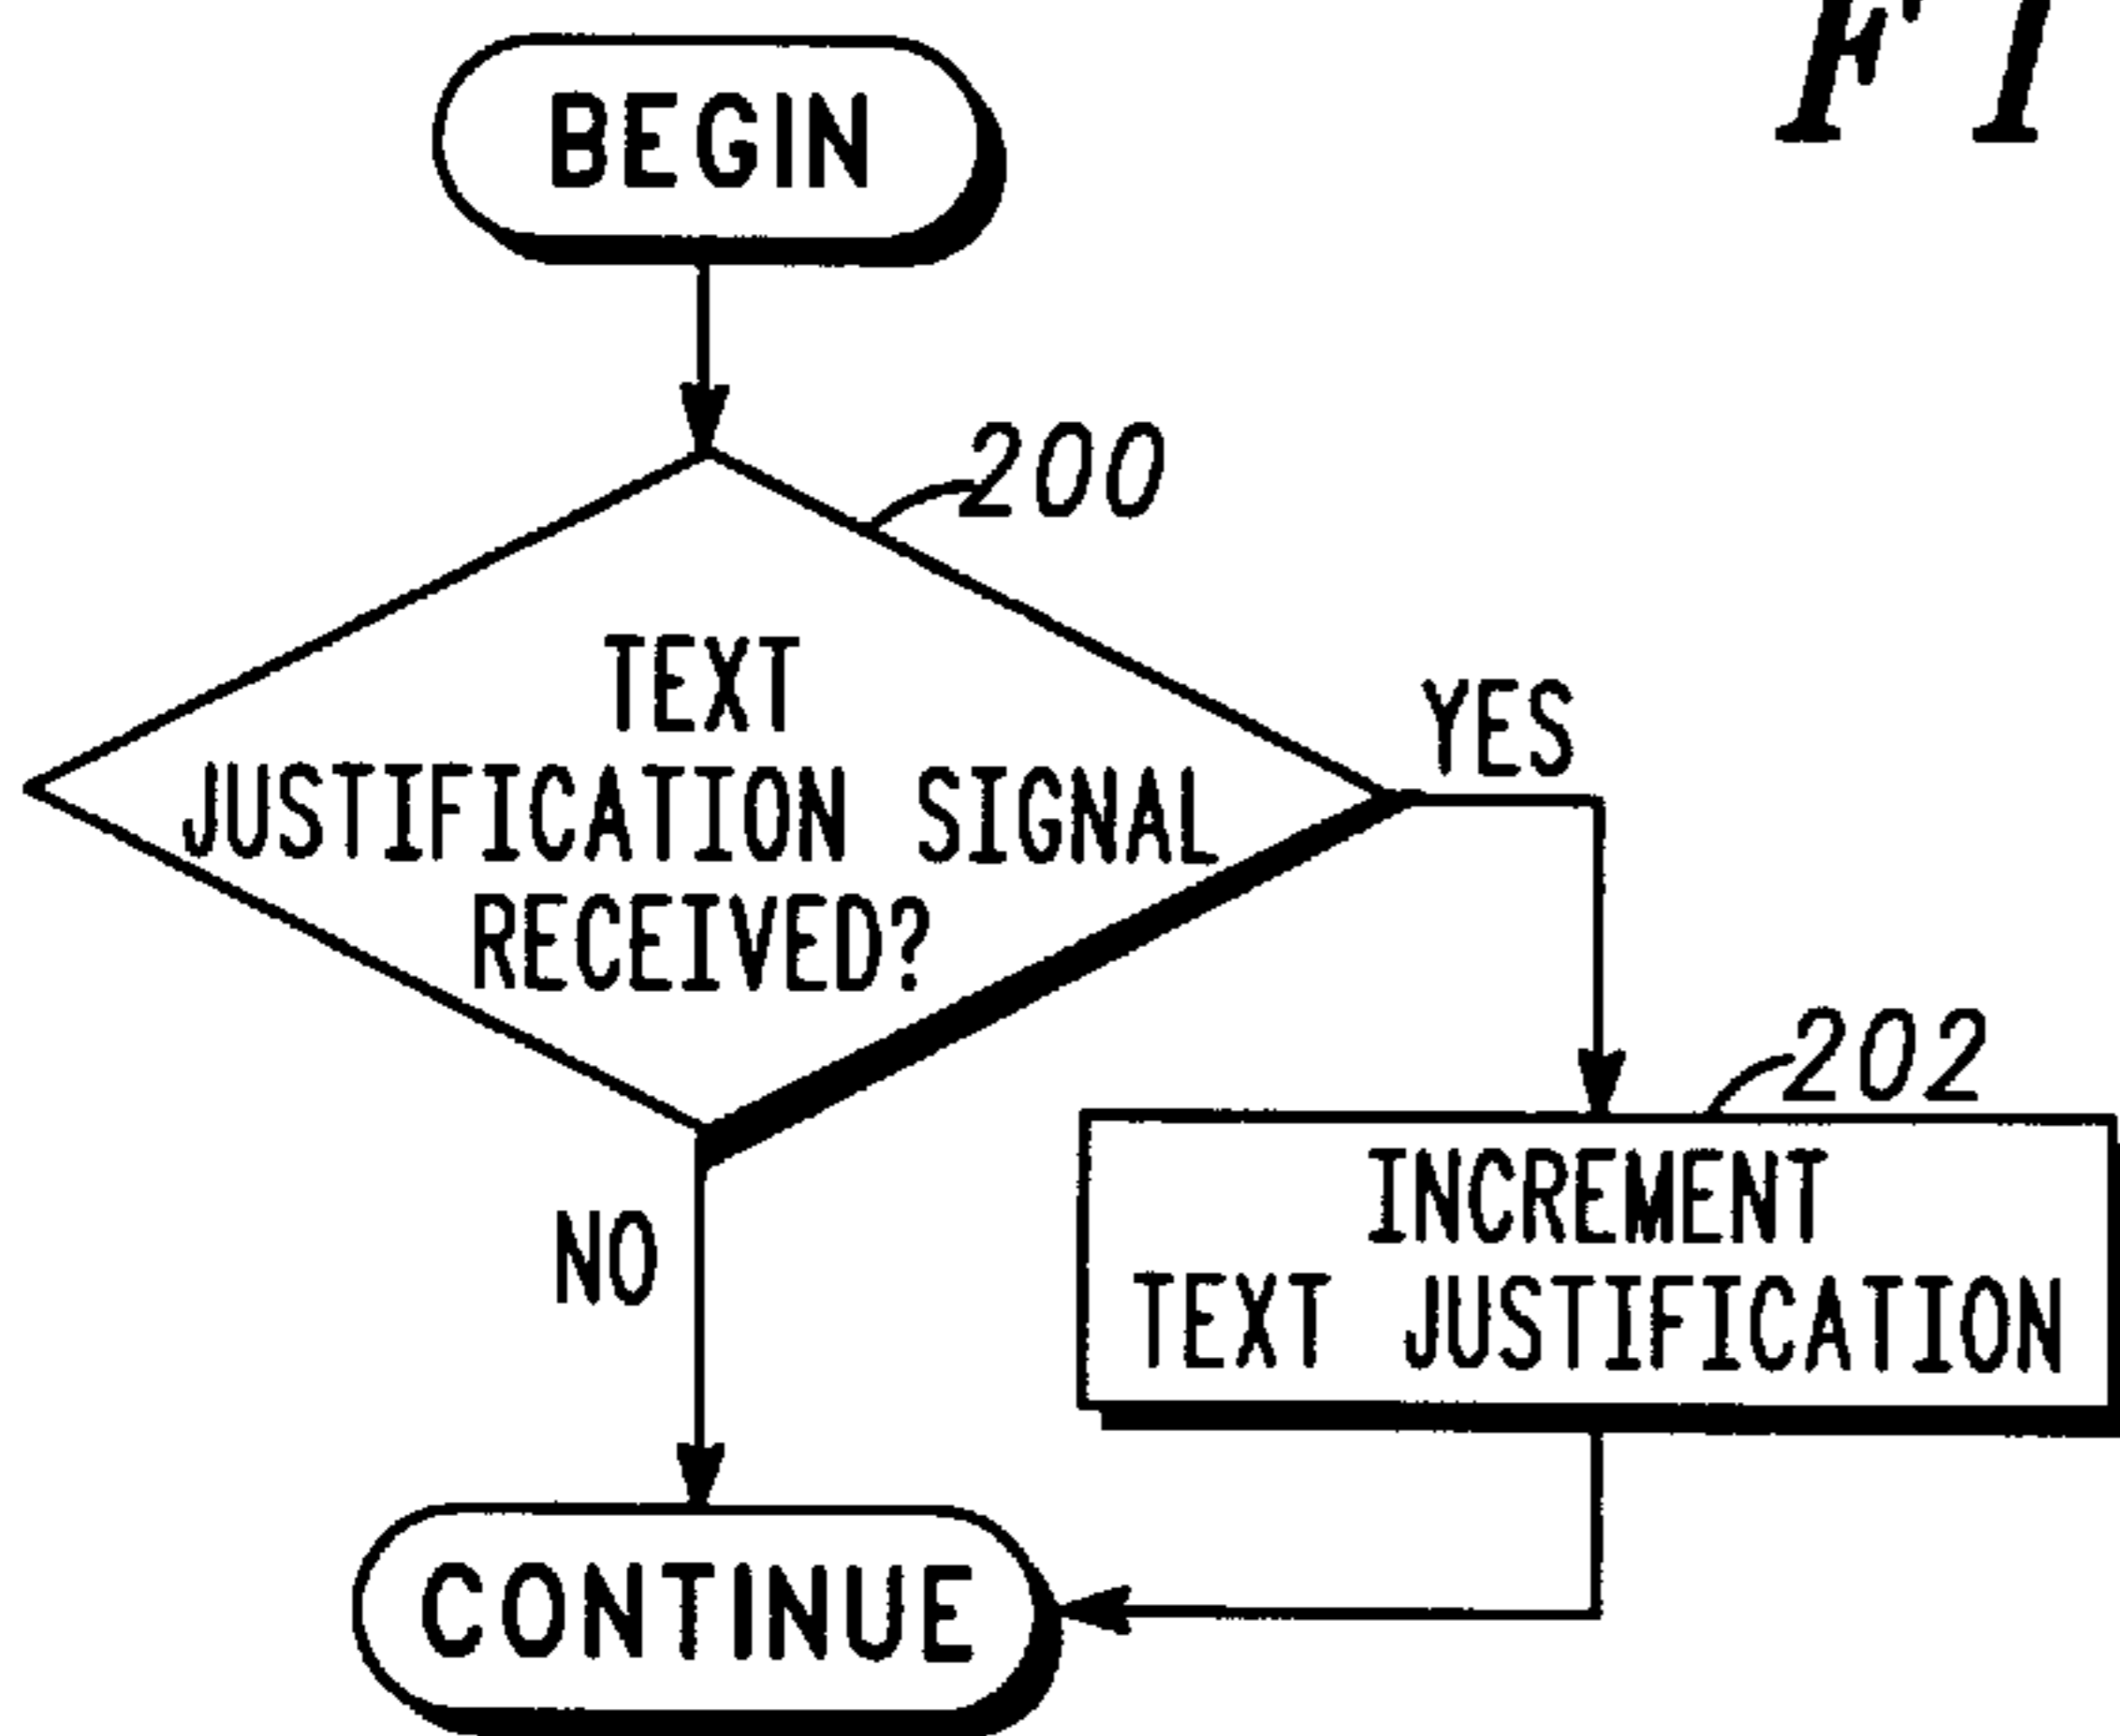 BEGIN
200
TEXT
JUSTIFICATION SIGNAL
RECEIVED?
YES
202
INCREMENT
TEXT JUSTIFICATION
NO
CONTINUE